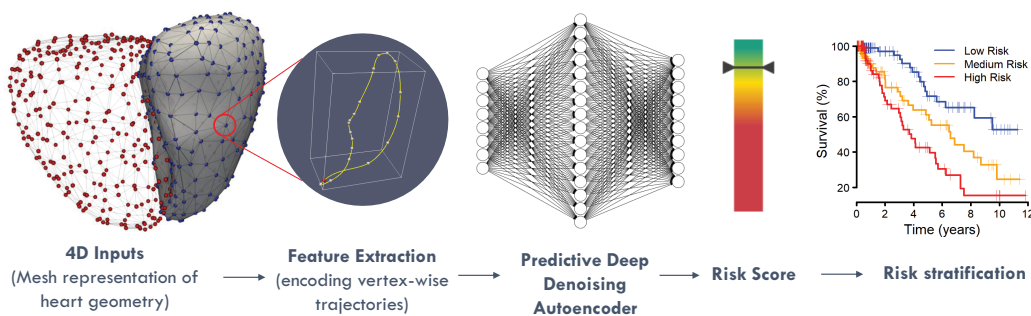 100
80
60
40
20
Survival (%)
Low Risk
Medium Risk
High Risk
0 2 4 6 8 10 12
Time (years)
4D Inputs
(Mesh representation of
heart geometry)
Feature Extraction
(encoding vertex-wise
trajectories)
Predictive Deep
Denoising
Autoencoder
Risk Score
Risk stratification